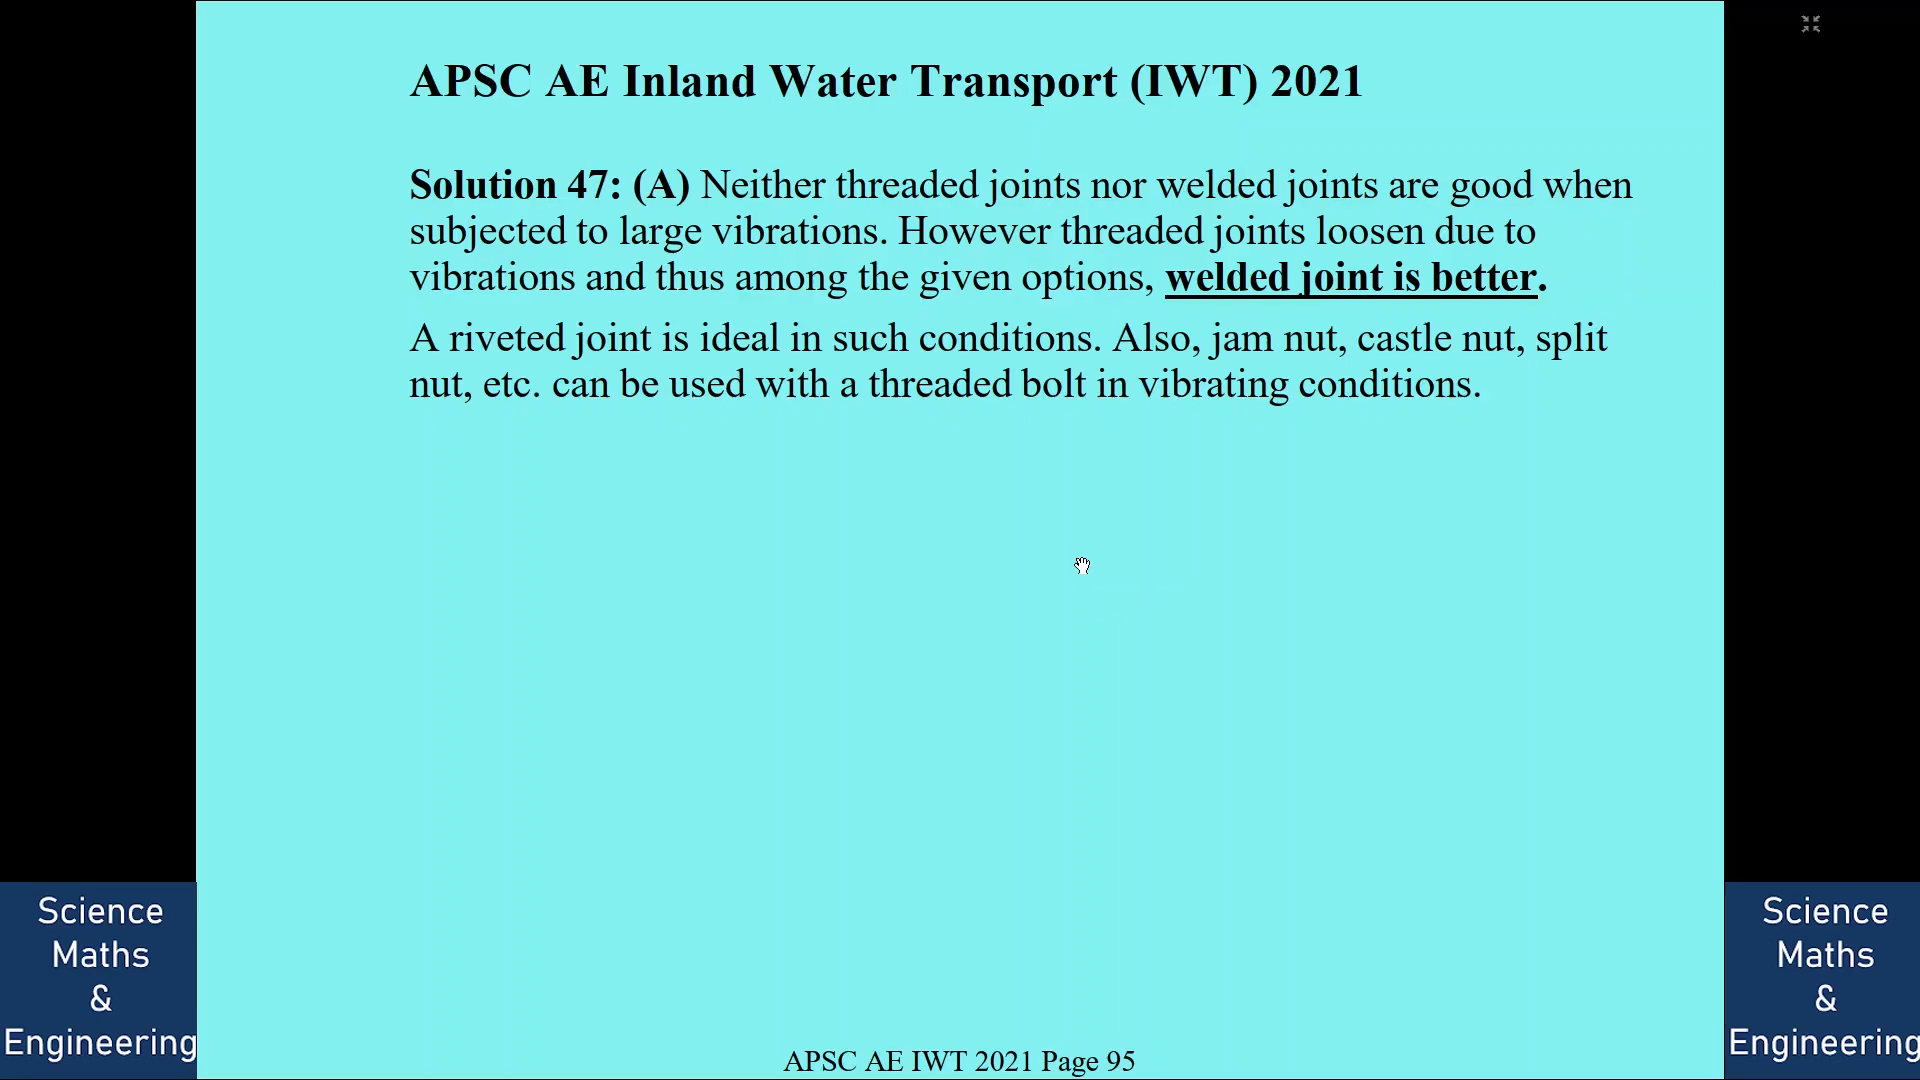 APSC AE Inland Water Transport (IWT) 2021
Solution 47: (A) Neither threaded joints nor welded joints are good when
subjected to large vibrations. However threaded joints loosen due to
vibrations and thus among the given options, welded joint is better.
A riveted joint is ideal in such conditions. Also, jam nut, castle nut, split
nut, etc. can be used with a threaded bolt in vibrating conditions.
Science
Maths
&
Engineering
Science
Maths
&
Engineering
APSC AE IWT 2021 Page 95